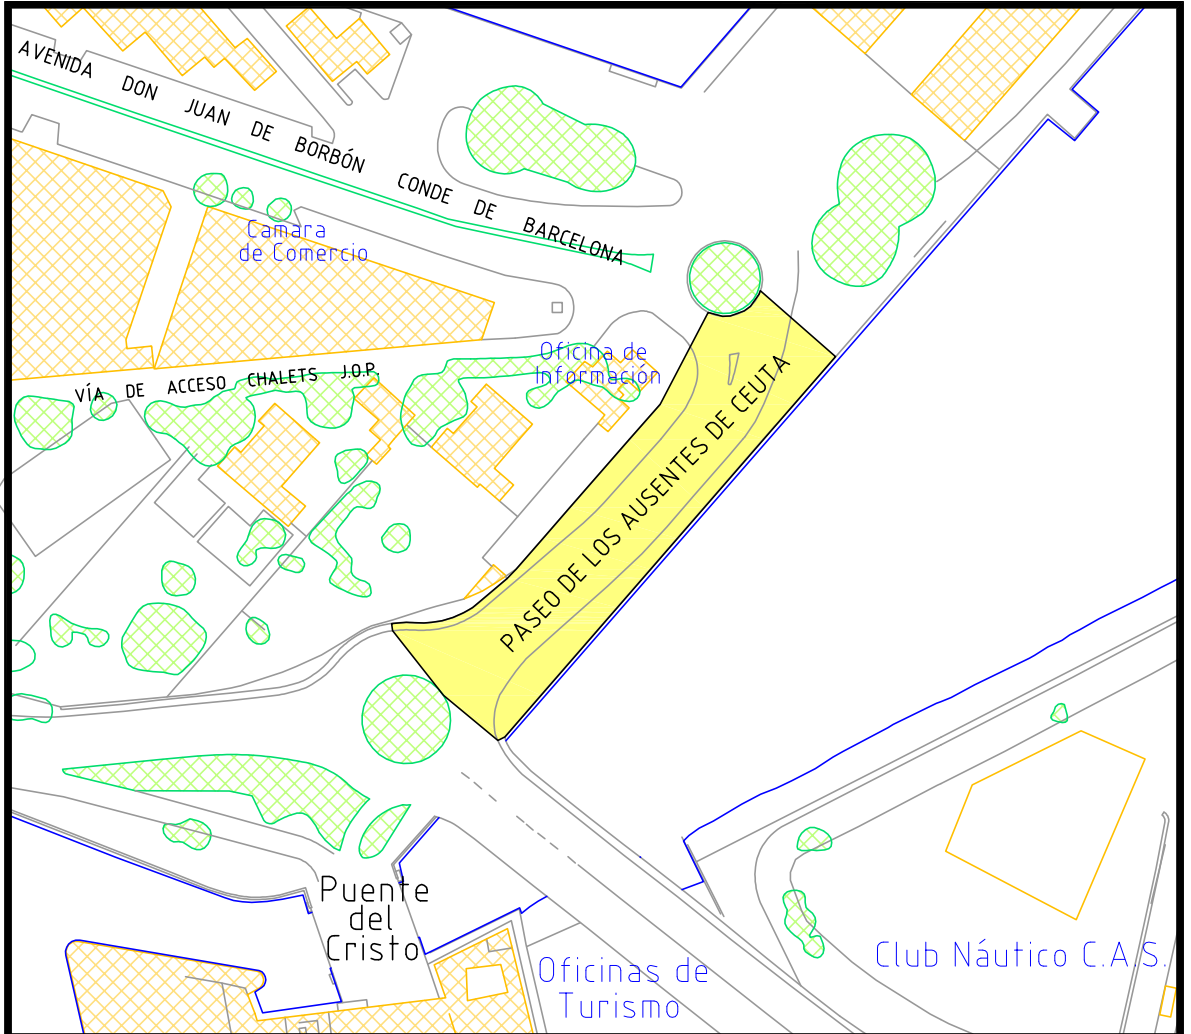 AVENIDA DON JUAN DE BORBÓN CONDE DE BARCELONA
Camara
de Comercio
Oficina de
Información
VÍA DE ACCESO CHALETS J.O.P.
PASEO DE LOS AUSENTES DE CEUTA
Puente
del
Cristo
Club Náutico C.A.S.
Oficinas de
Turismo